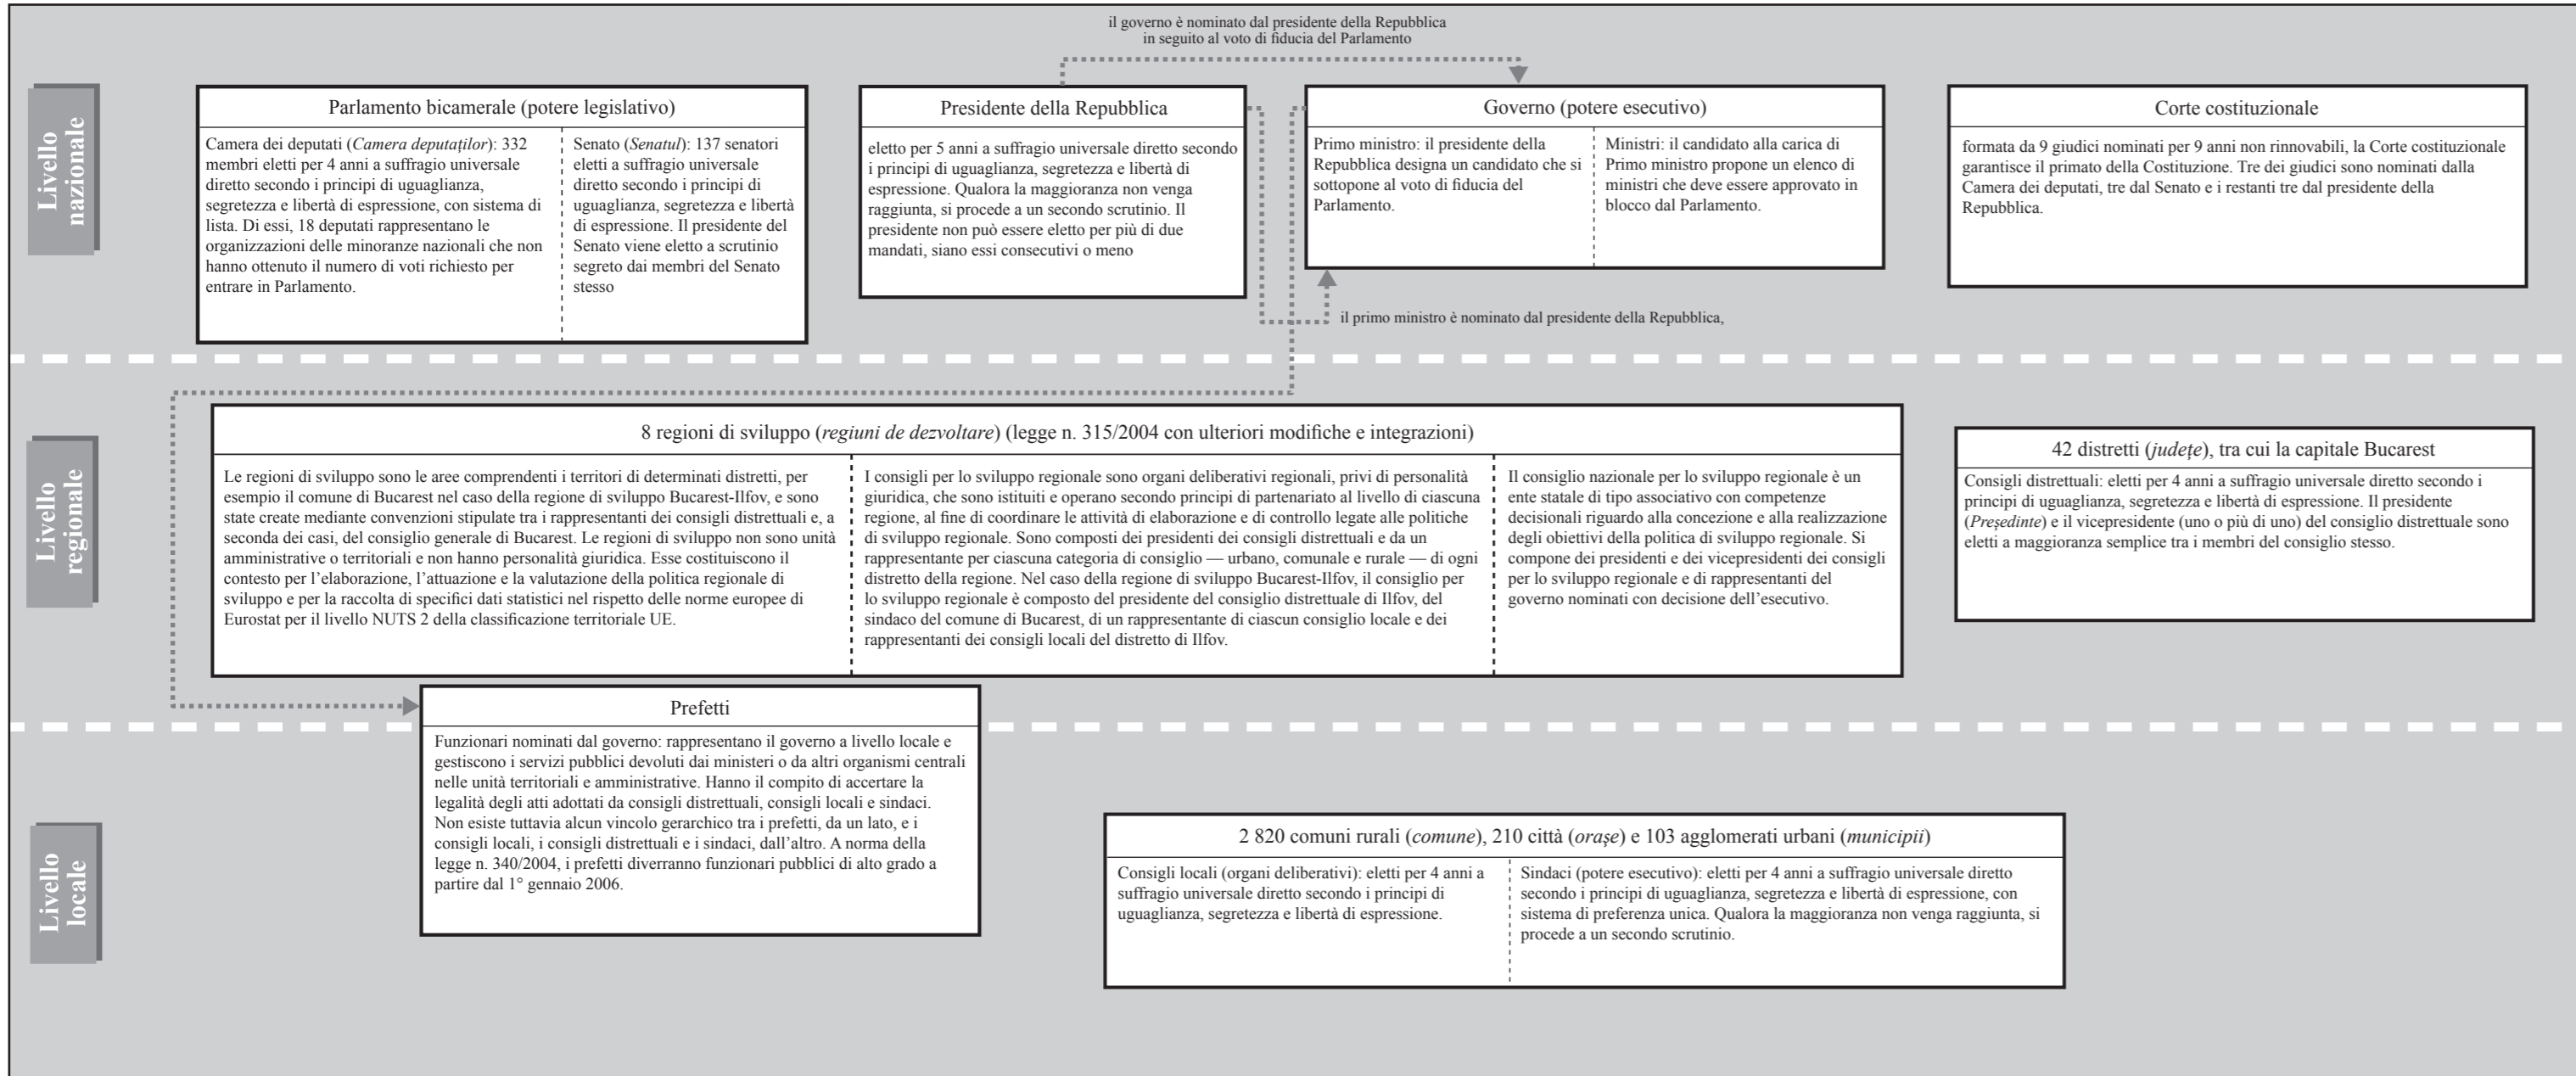 il governo è nominato dal presidente della Repubblica
in seguito al voto di fiducia del Parlamento
Livello
nazionale
Parlamento bicamerale (potere legislativo)
Camera dei deputati (Camera deputaților): 332
membri eletti per 4 anni a suffragio universale
diretto secondo i principi di uguaglianza,
segretezza e libertà di espressione, con sistema di
lista. Di essi, 18 deputati rappresentano le
organizzazioni delle minoranze nazionali che non
hanno ottenuto il numero di voti richiesto per
entrare in Parlamento.
Senato (Senatul): 137 senatori
eletti a suffragio universale
diretto secondo i principi di
uguaglianza, segretezza e libertà
di espressione. Il presidente del
Senato viene eletto a scrutinio
segreto dai membri del Senato
stesso
Presidente della Repubblica
eletto per 5 anni a suffragio universale diretto secondo
i principi di uguaglianza, segretezza e libertà di
espressione. Qualora la maggioranza non venga
raggiunta, si procede a un secondo scrutinio. Il
presidente non può essere eletto per più di due
mandati, siano essi consecutivi o meno
Governo (potere esecutivo)
Primo ministro: il presidente della
Repubblica designa un candidato che si
sottopone al voto di fiducia del
Parlamento.
Ministri: il candidato alla carica di
Primo ministro propone un elenco di
ministri che deve essere approvato in
blocco dal Parlamento.
Corte costituzionale
formata da 9 giudici nominati per 9 anni non rinnovabili, la Corte costituzionale
garantisce il primato della Costituzione. Tre dei giudici sono nominati dalla
Camera dei deputati, tre dal Senato e i restanti tre dal presidente della
Repubblica.
il primo ministro è nominato dal presidente della Repubblica,
Livello
regionale
8 regioni di sviluppo (regiuni de dezvoltare) (legge n. 315/2004 con ulteriori modifiche e integrazioni)
Le regioni di sviluppo sono le aree comprendenti i territori di determinati distretti, per
esempio il comune di Bucarest nel caso della regione di sviluppo Bucarest-Ilfov, e sono
state create mediante convenzioni stipulate tra i rappresentanti dei consigli distrettuali e, a
seconda dei casi, del consiglio generale di Bucarest. Le regioni di sviluppo non sono unità
amministrative o territoriali e non hanno personalità giuridica. Esse costituiscono il
contesto per l’elaborazione, l’attuazione e la valutazione della politica regionale di
sviluppo e per la raccolta di specifici dati statistici nel rispetto delle norme europee di
Eurostat per il livello NUTS 2 della classificazione territoriale UE.
I consigli per lo sviluppo regionale sono organi deliberativi regionali, privi di personalità
giuridica, che sono istituiti e operano secondo principi di partenariato al livello di ciascuna
regione, al fine di coordinare le attività di elaborazione e di controllo legate alle politiche
di sviluppo regionale. Sono composti dei presidenti dei consigli distrettuali e da un
rappresentante per ciascuna categoria di consiglio — urbano, comunale e rurale — di ogni
distretto della regione. Nel caso della regione di sviluppo Bucarest-Ilfov, il consiglio per
lo sviluppo regionale è composto del presidente del consiglio distrettuale di Ilfov, del
sindaco del comune di Bucarest, di un rappresentante di ciascun consiglio locale e dei
rappresentanti dei consigli locali del distretto di Ilfov.
Il consiglio nazionale per lo sviluppo regionale è un
ente statale di tipo associativo con competenze
decisionali riguardo alla concezione e alla realizzazione
degli obiettivi della politica di sviluppo regionale. Si
compone dei presidenti e dei vicepresidenti dei consigli
per lo sviluppo regionale e di rappresentanti del
governo nominati con decisione dell’esecutivo.
42 distretti (județe), tra cui la capitale Bucarest
Consigli distrettuali: eletti per 4 anni a suffragio universale diretto secondo i
principi di uguaglianza, segretezza e libertà di espressione. Il presidente
(Președinte) e il vicepresidente (uno o più di uno) del consiglio distrettuale sono
eletti a maggioranza semplice tra i membri del consiglio stesso.
Prefetti
Funzionari nominati dal governo: rappresentano il governo a livello locale e
gestiscono i servizi pubblici devoluti dai ministeri o da altri organismi centrali
nelle unità territoriali e amministrative. Hanno il compito di accertare la
legalità degli atti adottati da consigli distrettuali, consigli locali e sindaci.
Non esiste tuttavia alcun vincolo gerarchico tra i prefetti, da un lato, e i
consigli locali, i consigli distrettuali e i sindaci, dall’altro. A norma della
legge n. 340/2004, i prefetti diverranno funzionari pubblici di alto grado a
partire dal 1° gennaio 2006.
Livello
locale
2 820 comuni rurali (comune), 210 città (orașe) e 103 agglomerati urbani (municipii)
Consigli locali (organi deliberativi): eletti per 4 anni a
suffragio universale diretto secondo i principi di
uguaglianza, segretezza e libertà di espressione.
Sindaci (potere esecutivo): eletti per 4 anni a suffragio universale diretto
secondo i principi di uguaglianza, segretezza e libertà di espressione, con
sistema di preferenza unica. Qualora la maggioranza non venga raggiunta, si
procede a un secondo scrutinio.